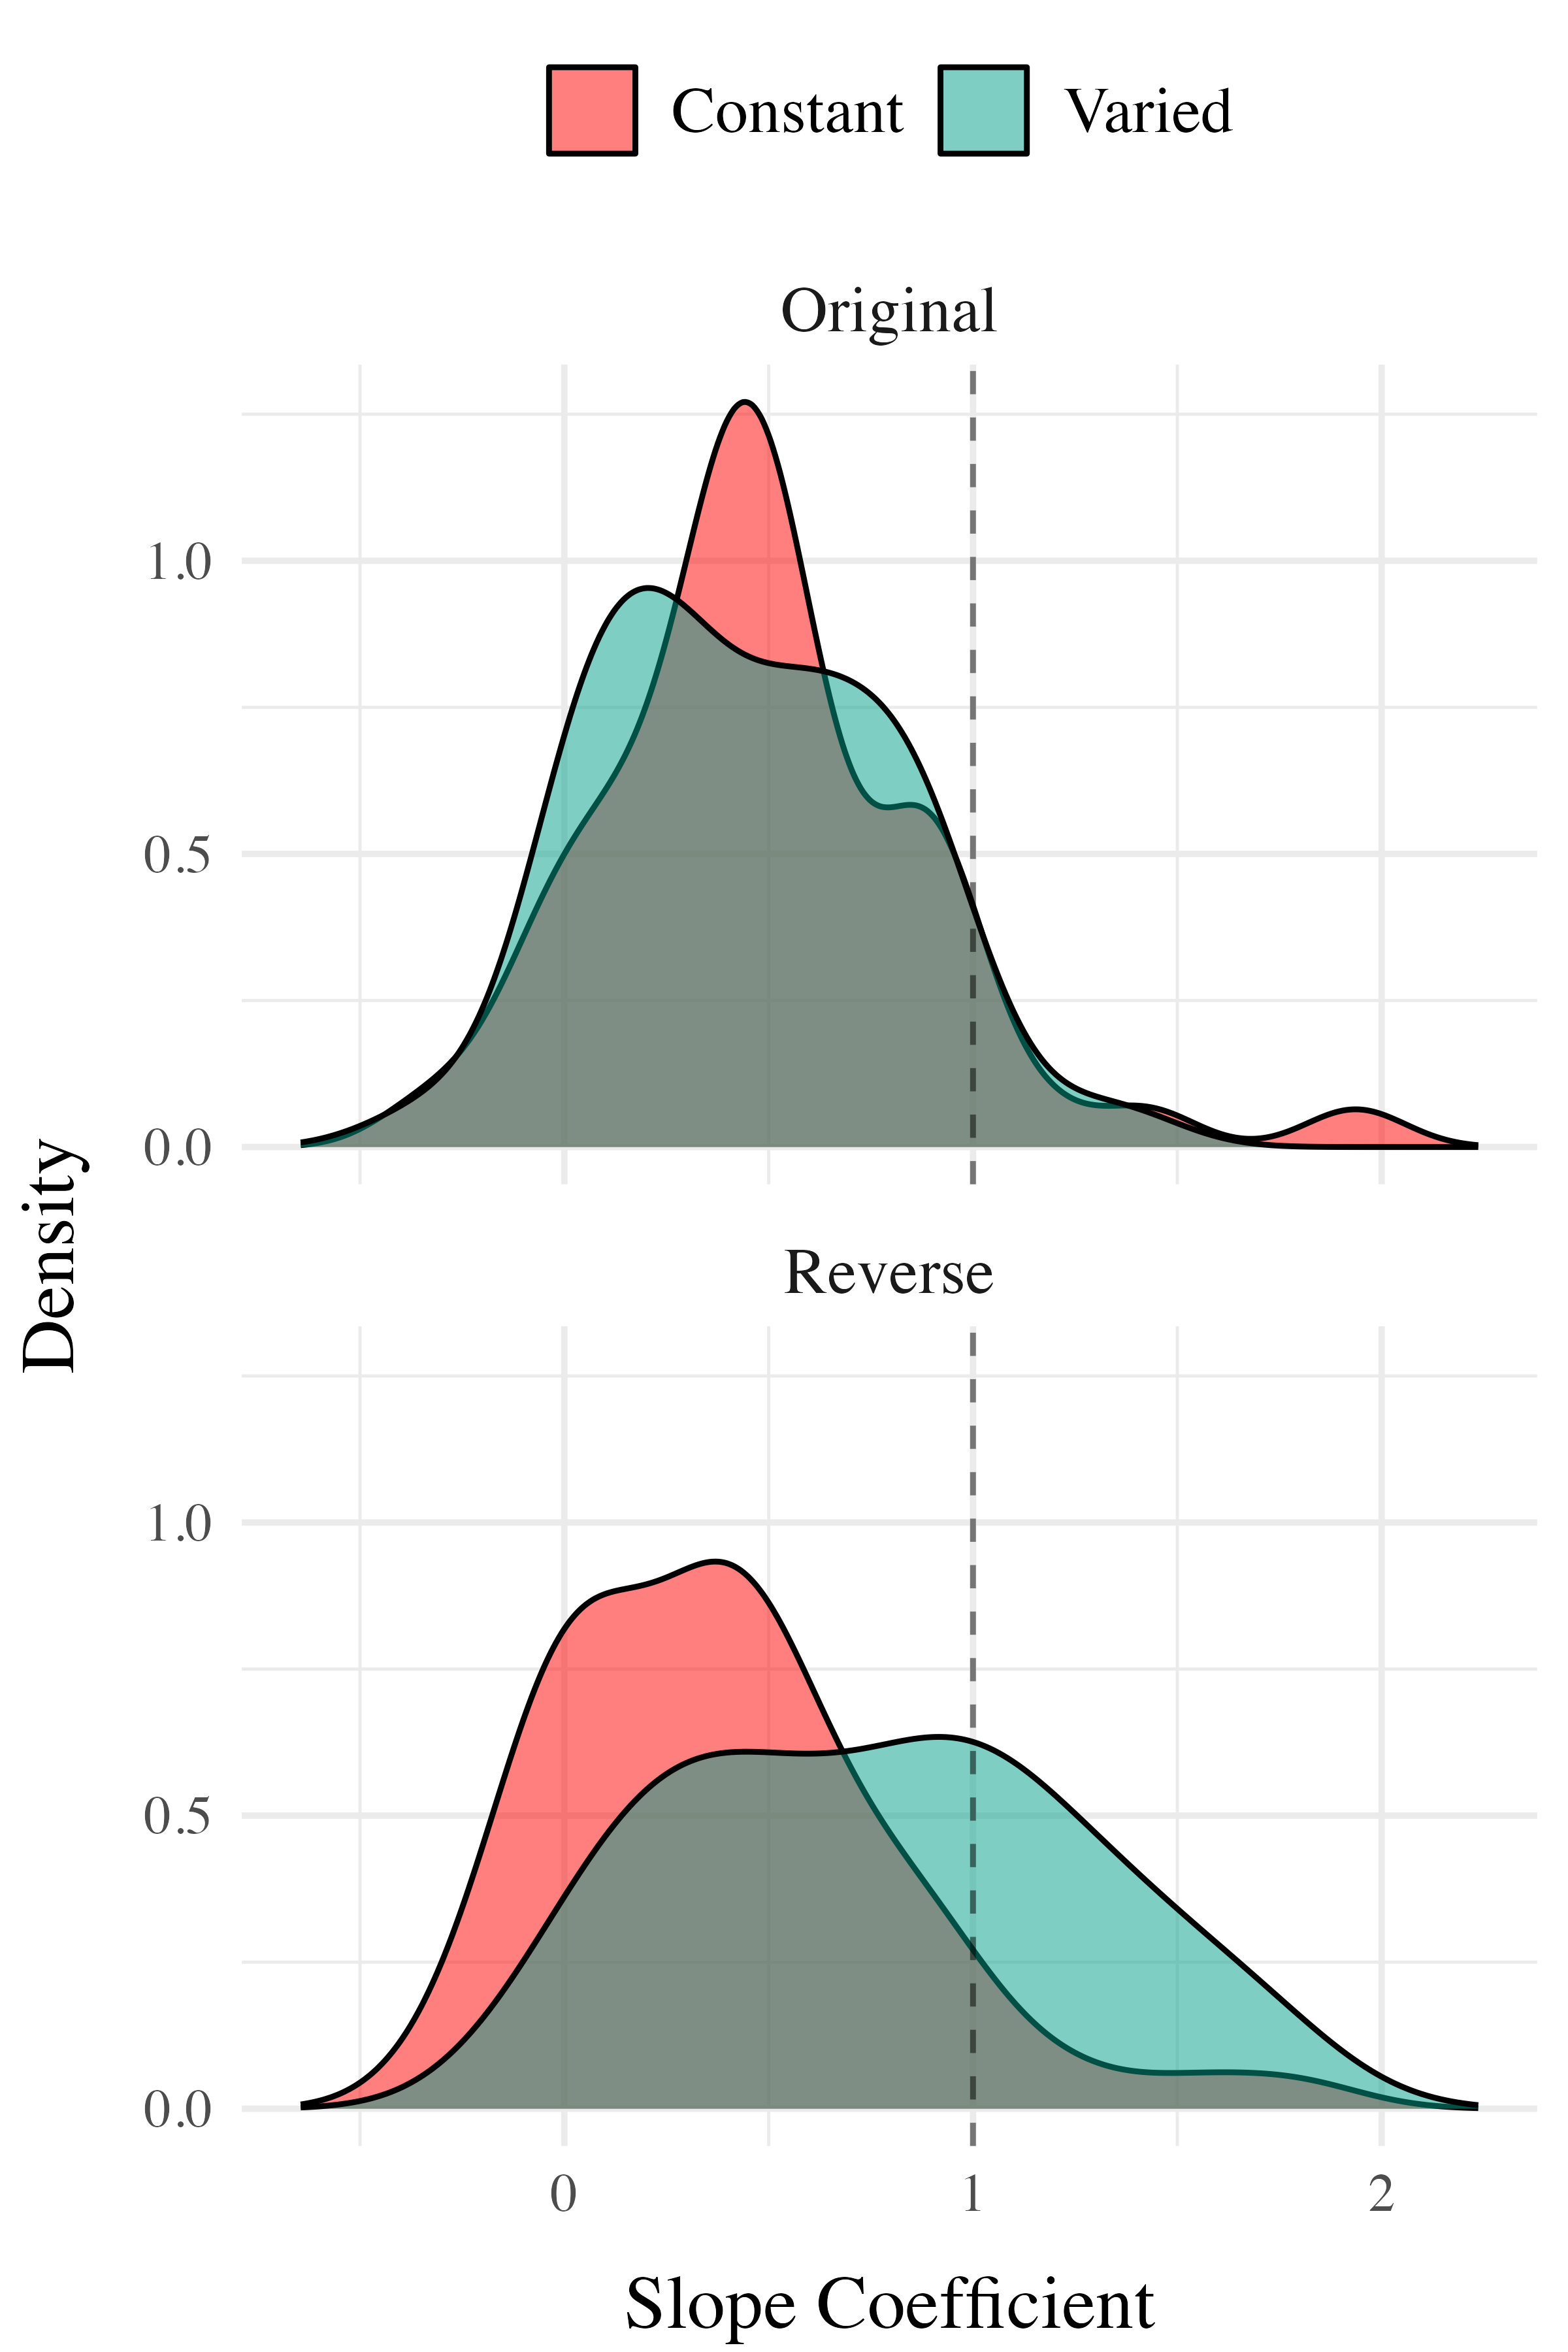 Constant Varied
Original
1.0
0.5
0.0
Density
Reverse
1.0
0.5
0.0
0 1 2
Slope Coefficient